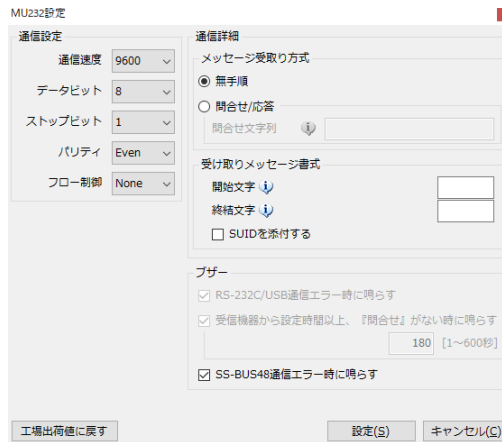 MU232設定
通信設定
通信速度 9600
データビット 8
ストップビット 1
パリティ Even
フロー制御 None
通信詳細
メッセージ受取り方式
無手順
問合せ/応答
問合せ文字列
受け取りメッセージ書式
開始文字
終結文字
SUIDを添付する
ブザー
RS-232C/USB通信エラー時に鳴らす
受信機器から設定時間以上、『問合せ』がない時に鳴らす
180 [1~600秒]
SS-BUS48通信エラー時に鳴らす
工場出荷値に戻す
設定(S)
キャンセル(C)